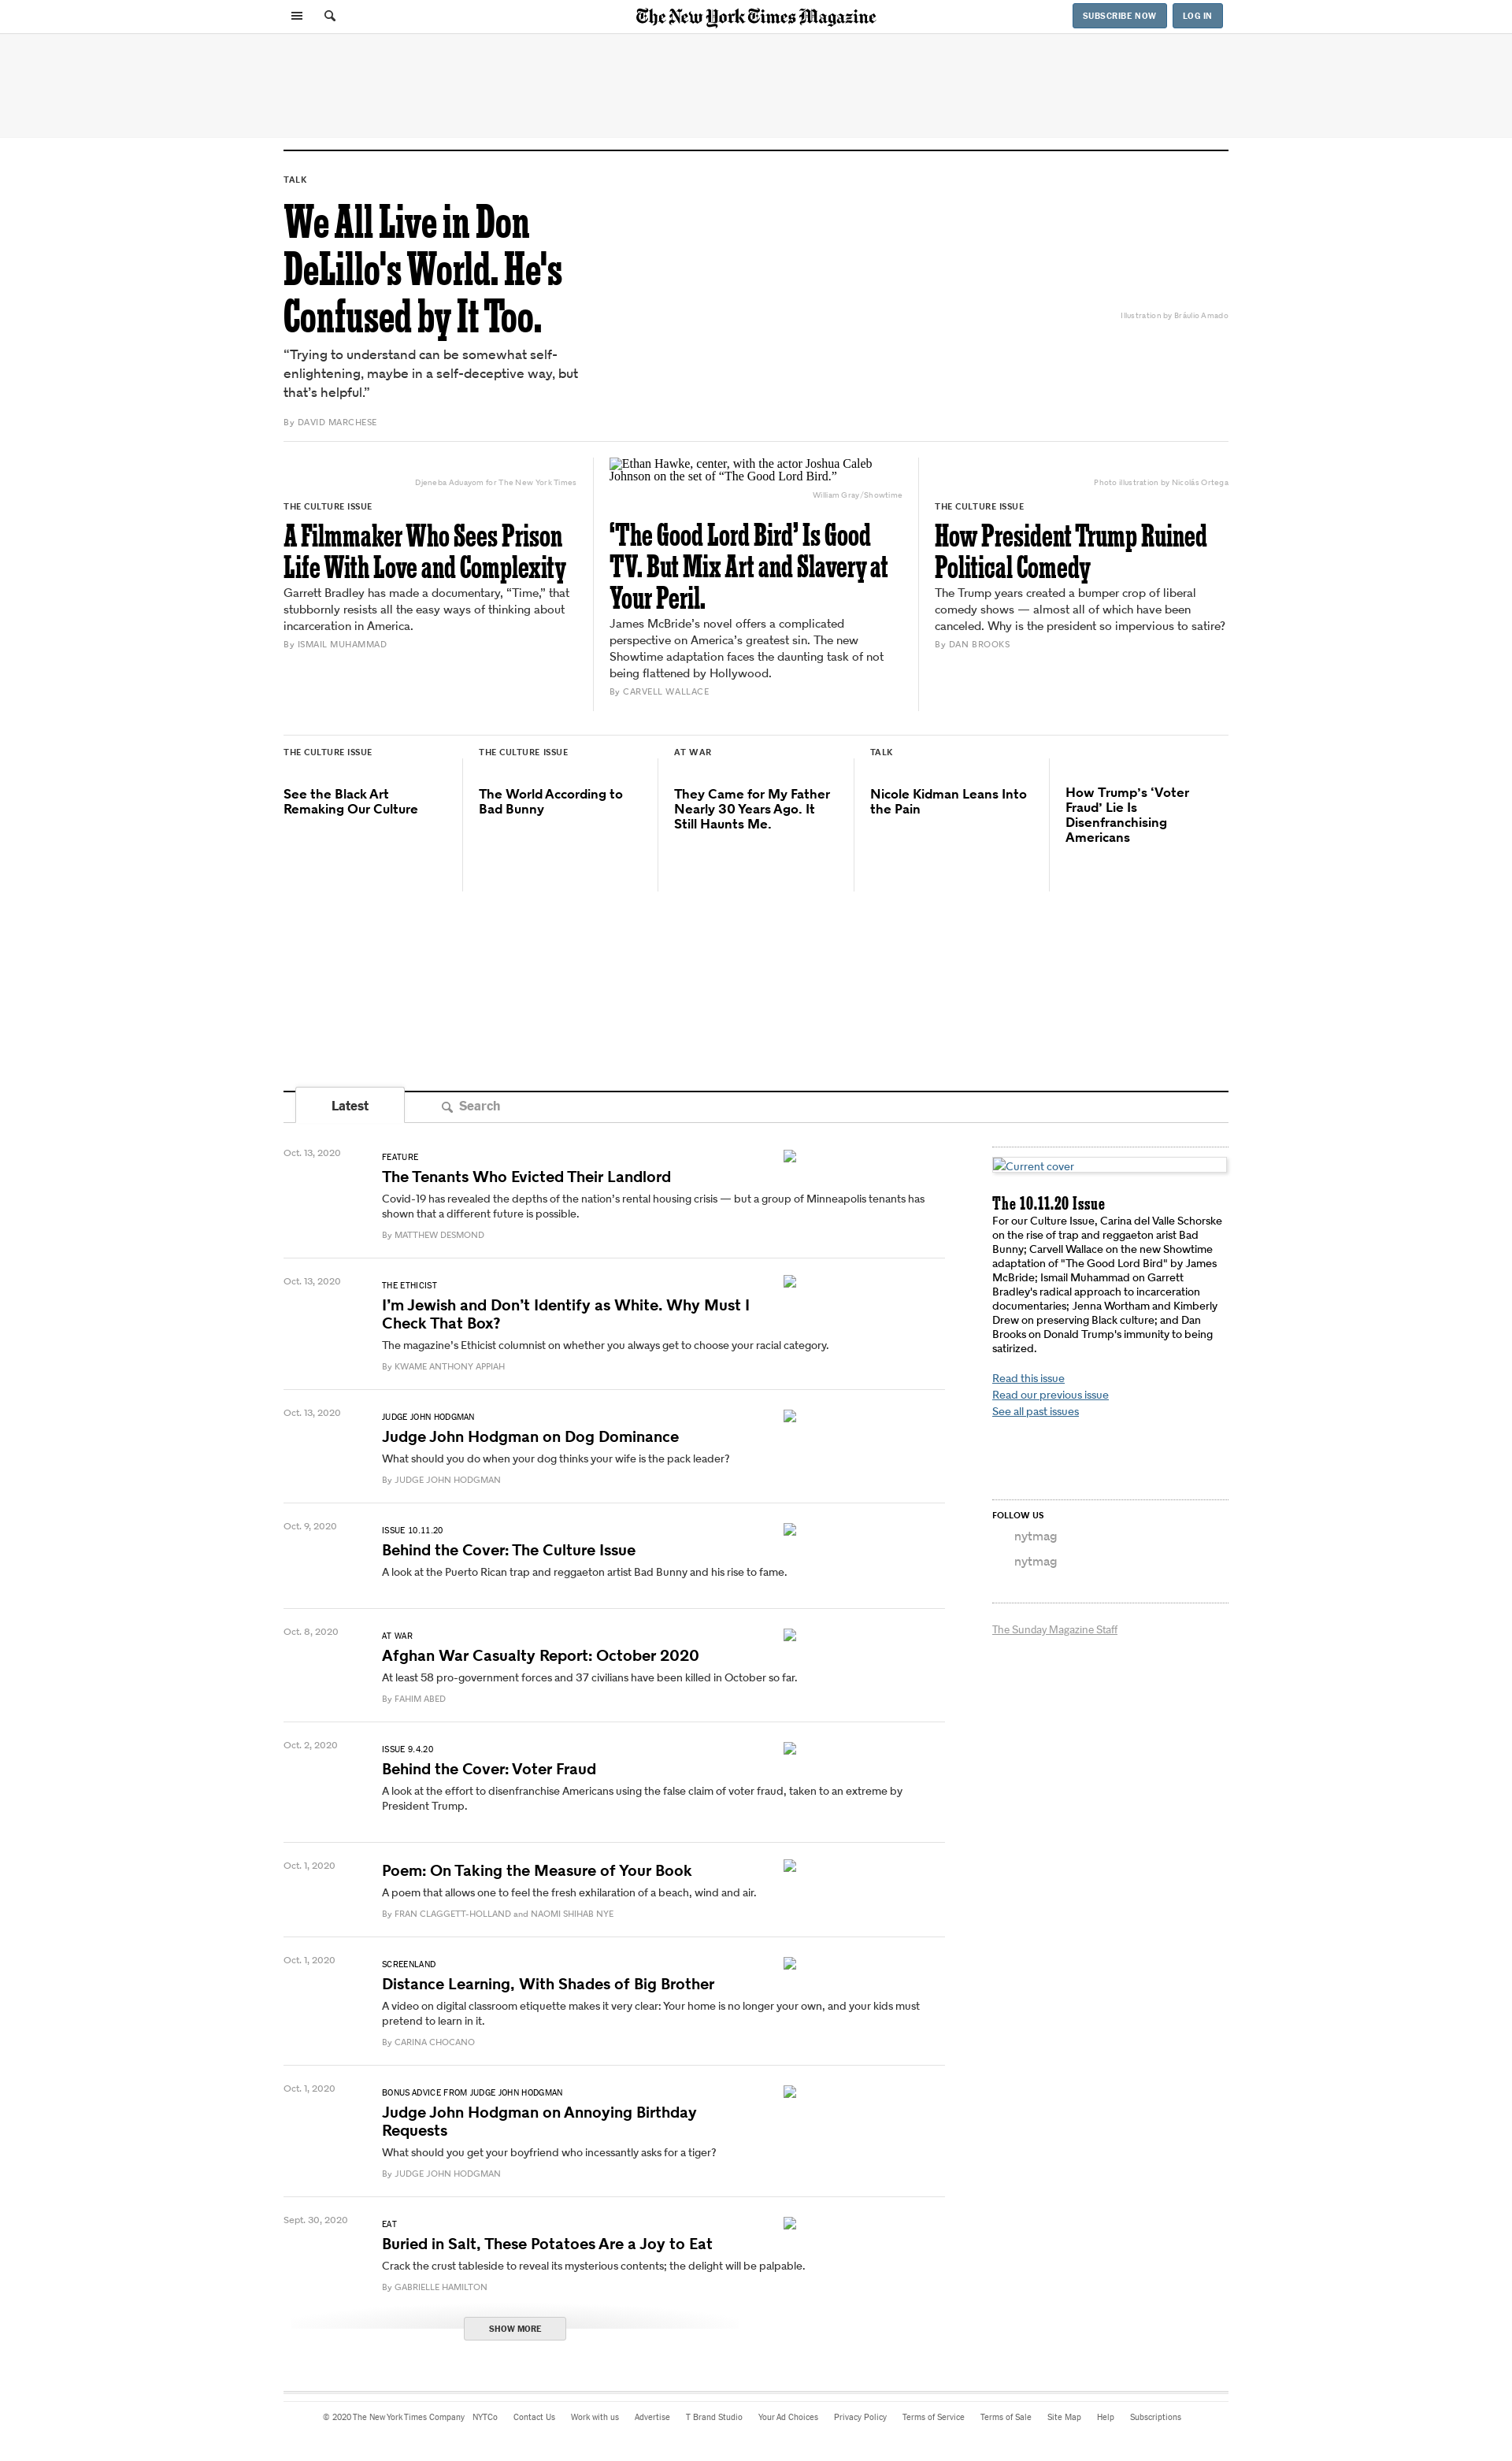 The New York Times Magazine
SUBSCRIBE NOW
LOG IN
TALK
We All Live in Don
DeLillo's World. He's
Confused by It Too.
“Trying to understand can be somewhat self-
enlightening, maybe in a self-deceptive way, but
that’s helpful.”
By DAVID MARCHESE
Illustration by Bráulio Amado
Djeneba Aduayom for The New York Times
THE CULTURE ISSUE
A Filmmaker Who Sees Prison
Life With Love and Complexity
Garrett Bradley has made a documentary, “Time,” that
stubbornly resists all the easy ways of thinking about
incarceration in America.
By ISMAIL MUHAMMAD
Ethan Hawke, center, with the actor Joshua Caleb
Johnson on the set of “The Good Lord Bird.”
William Gray/Showtime
‘The Good Lord Bird’ Is Good
TV. But Mix Art and Slavery at
Your Peril.
James McBride’s novel offers a complicated
perspective on America’s greatest sin. The new
Showtime adaptation faces the daunting task of not
being flattened by Hollywood.
By CARVELL WALLACE
Photo illustration by Nicolás Ortega
THE CULTURE ISSUE
How President Trump Ruined
Political Comedy
The Trump years created a bumper crop of liberal
comedy shows — almost all of which have been
canceled. Why is the president so impervious to satire?
By DAN BROOKS
THE CULTURE ISSUE
See the Black Art
Remaking Our Culture
THE CULTURE ISSUE
The World According to
Bad Bunny
AT WAR
They Came for My Father
Nearly 30 Years Ago. It
Still Haunts Me.
TALK
Nicole Kidman Leans Into
the Pain
How Trump’s ‘Voter
Fraud’ Lie Is
Disenfranchising
Americans
Latest
Search
Oct. 13, 2020
FEATURE
The Tenants Who Evicted Their Landlord
Covid-19 has revealed the depths of the nation’s rental housing crisis — but a group of Minneapolis tenants has
shown that a different future is possible.
By MATTHEW DESMOND
Oct. 13, 2020
THE ETHICIST
I’m Jewish and Don’t Identify as White. Why Must I
Check That Box?
The magazine’s Ethicist columnist on whether you always get to choose your racial category.
By KWAME ANTHONY APPIAH
Oct. 13, 2020
JUDGE JOHN HODGMAN
Judge John Hodgman on Dog Dominance
What should you do when your dog thinks your wife is the pack leader?
By JUDGE JOHN HODGMAN
Oct. 9, 2020
ISSUE 10.11.20
Behind the Cover: The Culture Issue
A look at the Puerto Rican trap and reggaeton artist Bad Bunny and his rise to fame.
Oct. 8, 2020
AT WAR
Afghan War Casualty Report: October 2020
At least 58 pro-government forces and 37 civilians have been killed in October so far.
By FAHIM ABED
Oct. 2, 2020
ISSUE 9.4.20
Behind the Cover: Voter Fraud
A look at the effort to disenfranchise Americans using the false claim of voter fraud, taken to an extreme by
President Trump.
Oct. 1, 2020
Poem: On Taking the Measure of Your Book
A poem that allows one to feel the fresh exhilaration of a beach, wind and air.
By FRAN CLAGGETT-HOLLAND and NAOMI SHIHAB NYE
Oct. 1, 2020
SCREENLAND
Distance Learning, With Shades of Big Brother
A video on digital classroom etiquette makes it very clear: Your home is no longer your own, and your kids must
pretend to learn in it.
By CARINA CHOCANO
Oct. 1, 2020
BONUS ADVICE FROM JUDGE JOHN HODGMAN
Judge John Hodgman on Annoying Birthday
Requests
What should you get your boyfriend who incessantly asks for a tiger?
By JUDGE JOHN HODGMAN
Sept. 30, 2020
EAT
Buried in Salt, These Potatoes Are a Joy to Eat
Crack the crust tableside to reveal its mysterious contents; the delight will be palpable.
By GABRIELLE HAMILTON
SHOW MORE
Current cover
The 10.11.20 Issue
For our Culture Issue, Carina del Valle Schorske
on the rise of trap and reggaeton arist Bad
Bunny; Carvell Wallace on the new Showtime
adaptation of "The Good Lord Bird" by James
McBride; Ismail Muhammad on Garrett
Bradley's radical approach to incarceration
documentaries; Jenna Wortham and Kimberly
Drew on preserving Black culture; and Dan
Brooks on Donald Trump's immunity to being
satirized.
Read this issue
Read our previous issue
See all past issues
FOLLOW US
nytmag
nytmag
The Sunday Magazine Staff
© 2020 The New York Times Company NYTCo Contact Us Work with us Advertise T Brand Studio Your Ad Choices Privacy Policy Terms of Service Terms of Sale Site Map Help Subscriptions